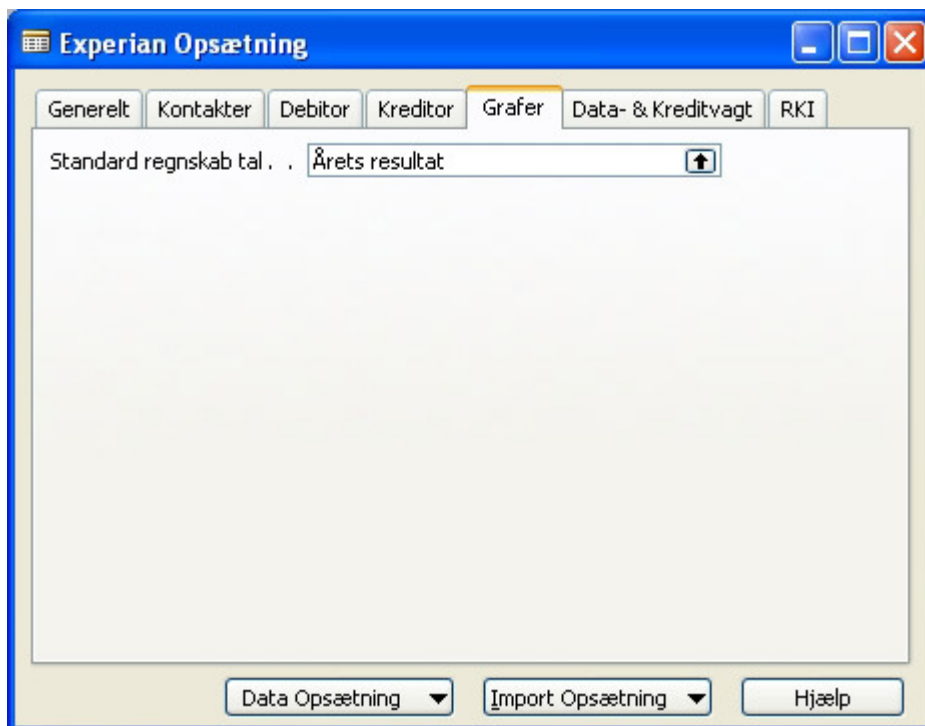 Experian Opsætning
Generelt Kontakter Debitor Kreditor Grafer Data- & Kreditvagt RKI
Standard regnskab tal . . Årets resultat
Data Opsætning Import Opsætning Hjælp